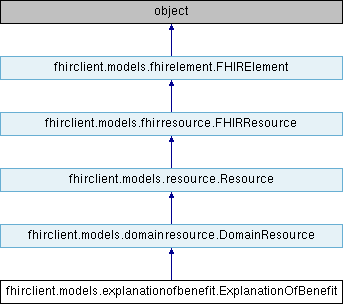 object
fhirclient.models.fhirelement.FHIRElement
fhirclient.models.fhirresource.FHIRResource
fhirclient.models.resource.Resource
fhirclient.models.domainresource.DomainResource
fhirclient.models.explanationofbenefit.ExplanationOfBenefit